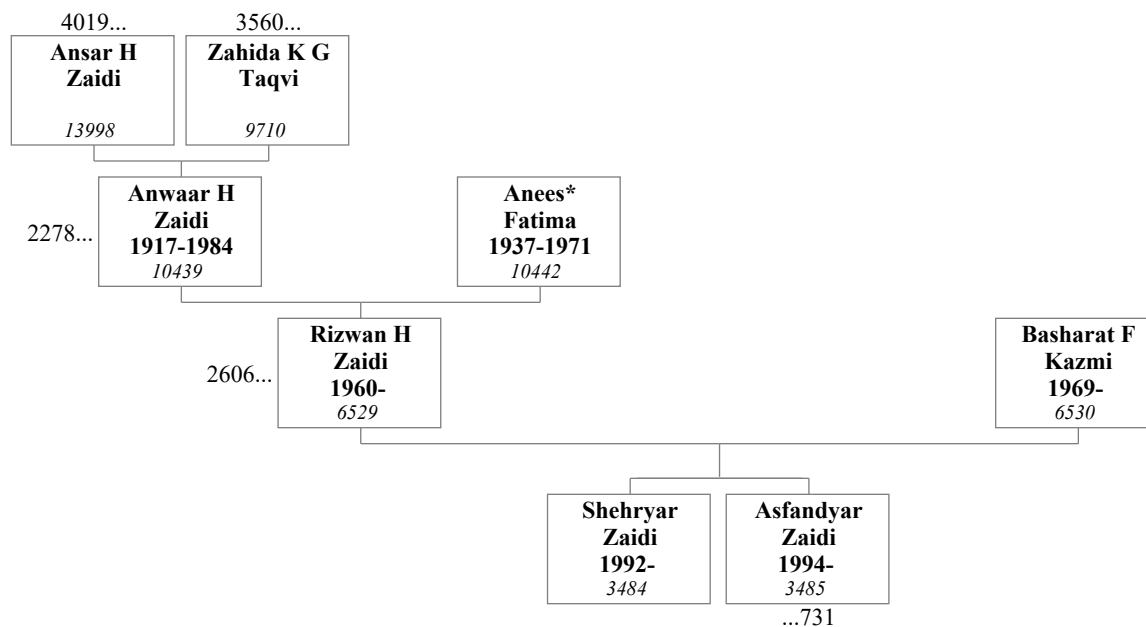 4019...
3560...
Ansar H
Zaidi
13998
Zahida K G
Taqvi
9710
2278...
Anwaar H
Zaidi
1917-1984
10439
Anees*
Fatima
1937-1971
10442
2606...
Rizwan H
Zaidi
1960-
6529
Basharat F
Kazmi
1969-
6530
Shehryar
Zaidi
1992-
3484
Asfandyar
Zaidi
1994-
3485
...731